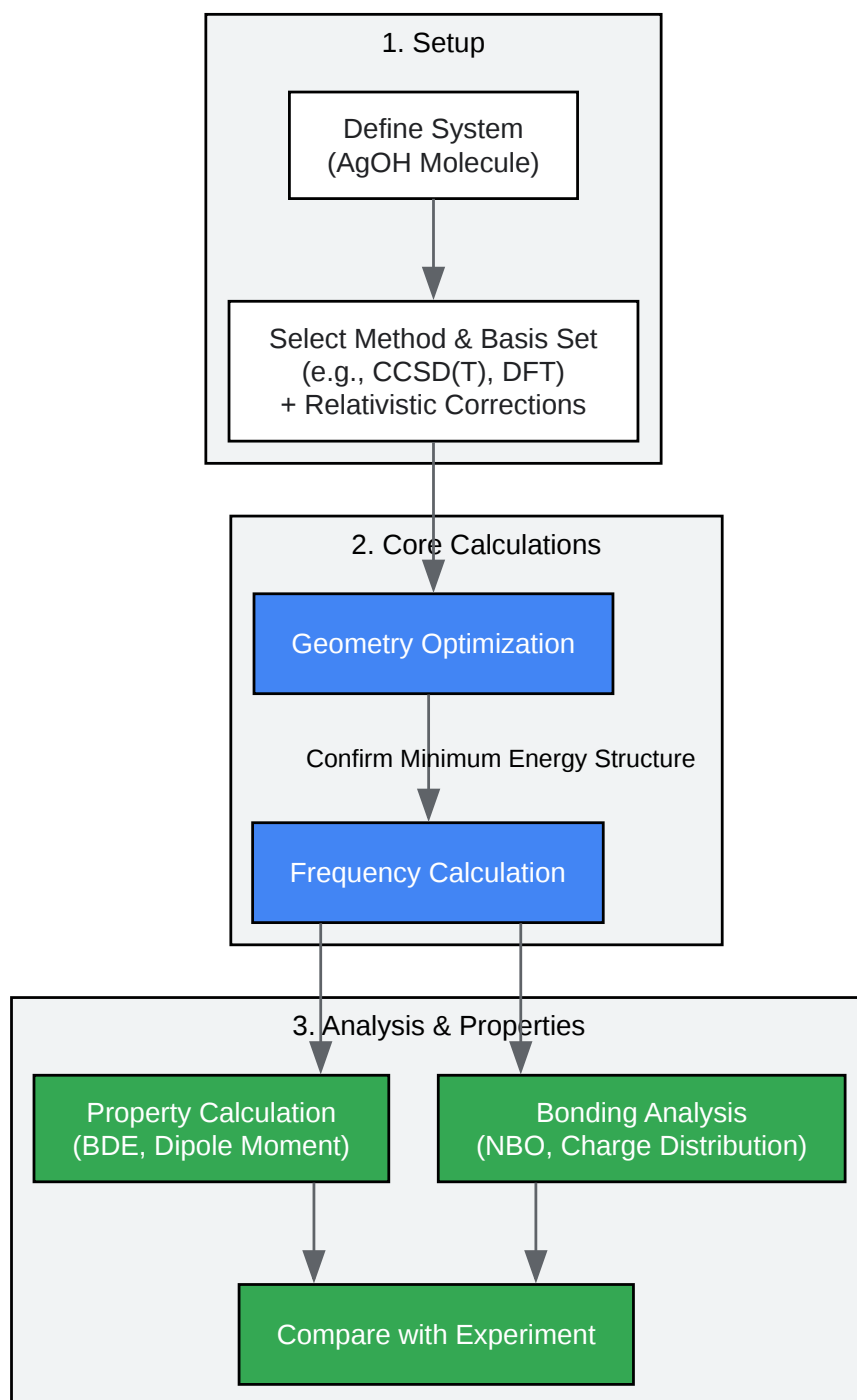 1. Setup
Define System
(AgOH Molecule)
Select Method & Basis Set
(e.g., CCSD(T), DFT)
+ Relativistic Corrections
2. Core Calculations
Geometry Optimization
Confirm Minimum Energy Structure
Frequency Calculation
3. Analysis & Properties
Property Calculation
(BDE, Dipole Moment)
Bonding Analysis
(NBO, Charge Distribution)
Compare with Experiment